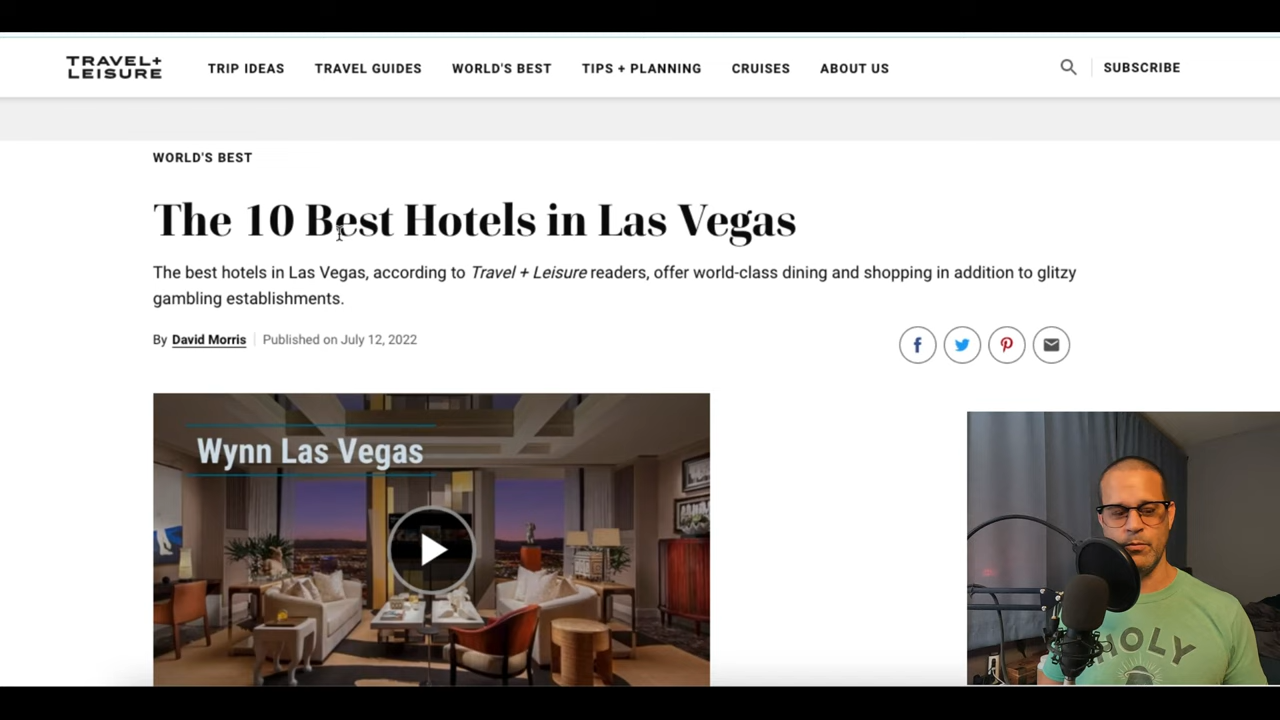 TRAVEL+
LEISURE
TRIP IDEAS TRAVEL GUIDES WORLD'S BEST TIPS + PLANNING CRUISES ABOUT US SUBSCRIBE
WORLD'S BEST
The 10 Best Hotels in Las Vegas
The best hotels in Las Vegas, according to Travel + Leisure readers, offer world-class dining and shopping in addition to glitzy
gambling establishments.
By David Morris Published on July 12, 2022
Wynn Las Vegas
HOLY